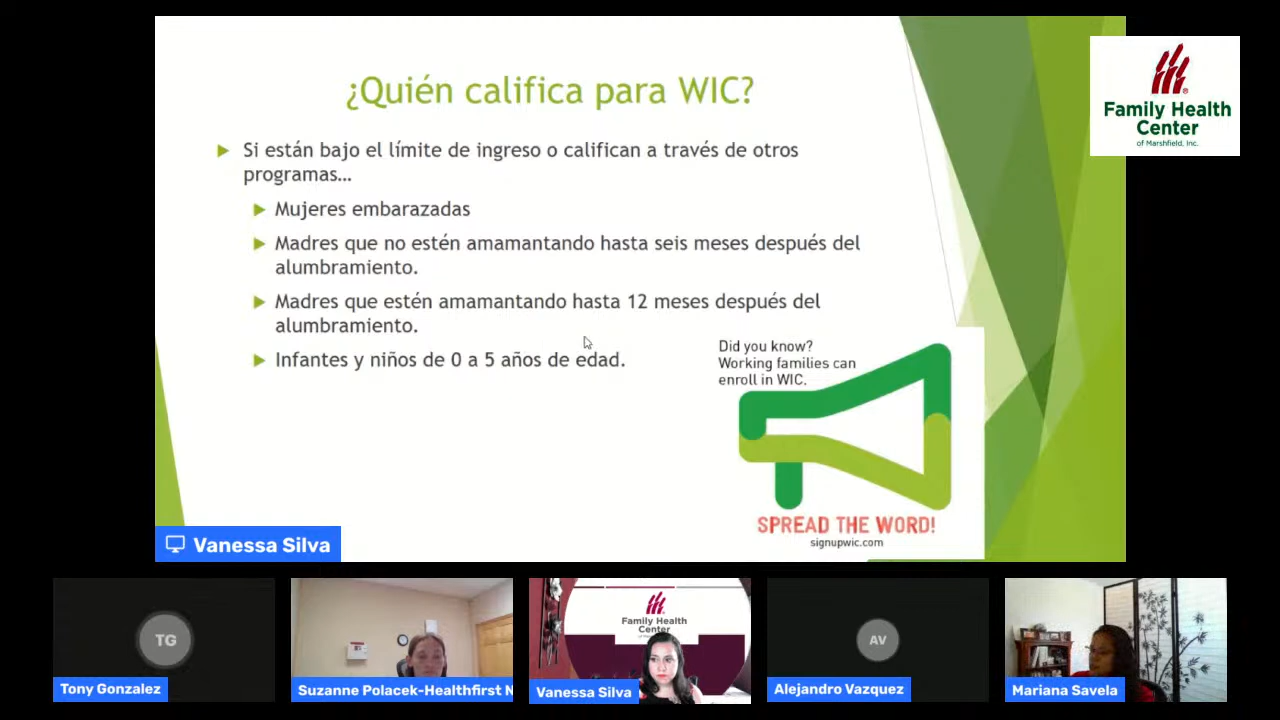 ¿Quién califica para WIC?
Si están bajo el límite de ingreso o califican a través de otros
programas…
Mujeres embarazadas
Madres que no estén amamantando hasta seis meses después del
alumbramiento.
Madres que estén amamantando hasta 12 meses después del
alumbramiento.
Infantes y niños de 0 a 5 años de edad.
Did you know?
Working families can
enroll in WIC.
SPREAD THE WORD!
signupwic.com
Family Health
Center
of Marshfield, Inc.
Vanessa Silva
TG
Tony Gonzalez
Suzanne Polacek-Healthfirst N
Family Health
Center
Vanessa Silva
AV
Alejandro Vazquez
Mariana Savela